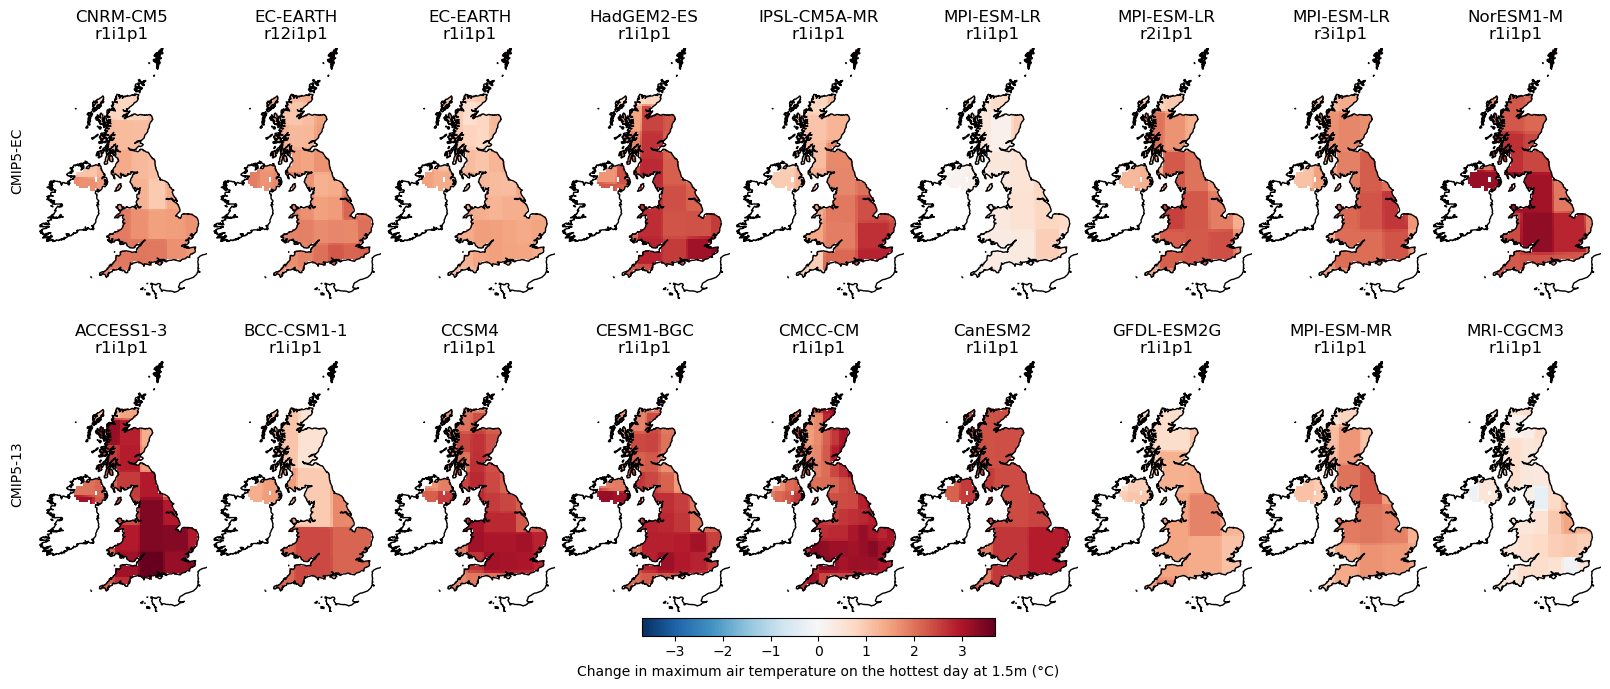 CNRM-CM5
r1i1p1
EC-EARTH
r12i1p1
EC-EARTH
r1i1p1
HadGEM2-ES
r1i1p1
IPSL-CM5A-MR
r1i1p1
MPI-ESM-LR
r1i1p1
MPI-ESM-LR
r2i1p1
MPI-ESM-LR
r3i1p1
NorESM1-M
r1i1p1
CMIP5-EC
ACCESS1-3
r1i1p1
BCC-CSM1-1
r1i1p1
CCSM4
r1i1p1
CESM1-BGC
r1i1p1
CMCC-CM
r1i1p1
CanESM2
r1i1p1
GFDL-ESM2G
r1i1p1
MPI-ESM-MR
r1i1p1
MRI-CGCM3
r1i1p1
CMIP5-13
−3 −2 −1 0 1 2 3
Change in maximum air temperature on the hottest day at 1.5m (°C)